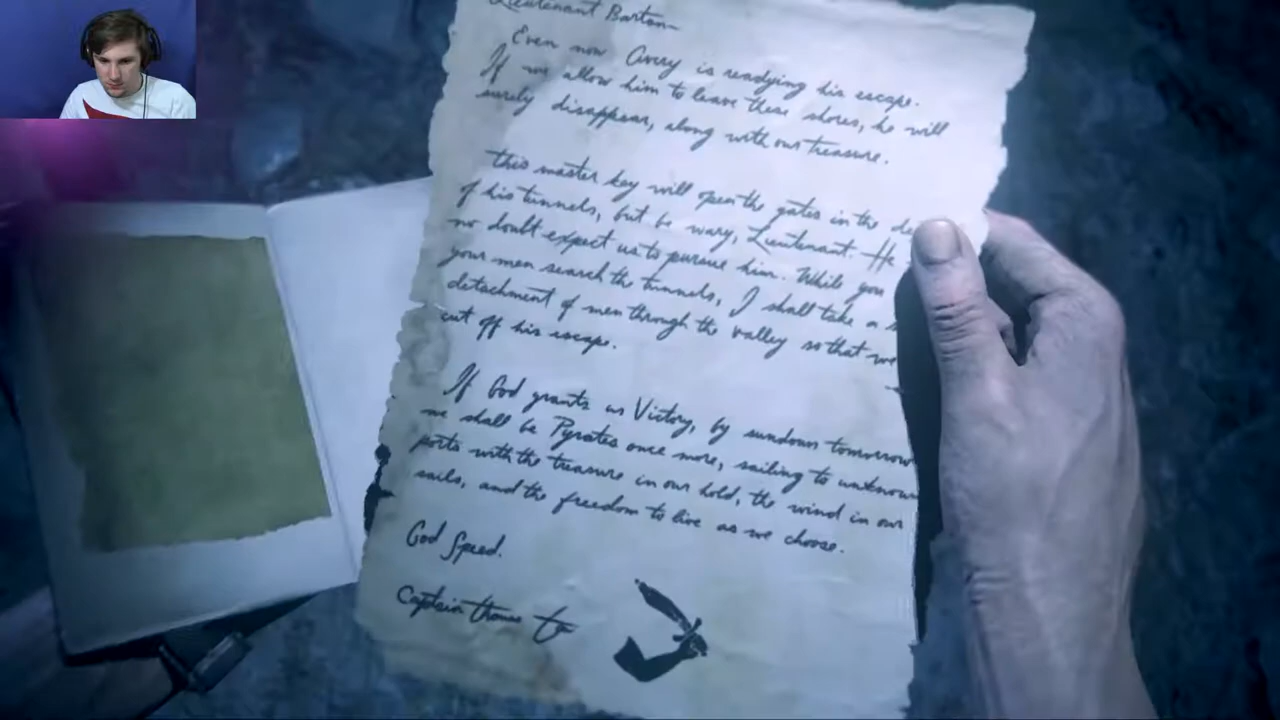 Lieutenant Barton—
Even now Avery is readying his escape.
If we allow him to leave these shores, he will
surely disappear, along with our treasure.
this master key will open the gates in the
of his tunnels, but be wary, Lieutenant. He
no doubt expect us to pursue him. While you
your men search the tunnels, I shall take a
detachment of men through the valley so that we
cut off his escape.
If God grants us Victory, by sundown tomorrow
we shall be Pyrates once more, sailing to unknown
ports with the treasure in our hold, the wind in our
sails, and the freedom to live as we choose.
God Speed.
Captain Thomas Tew